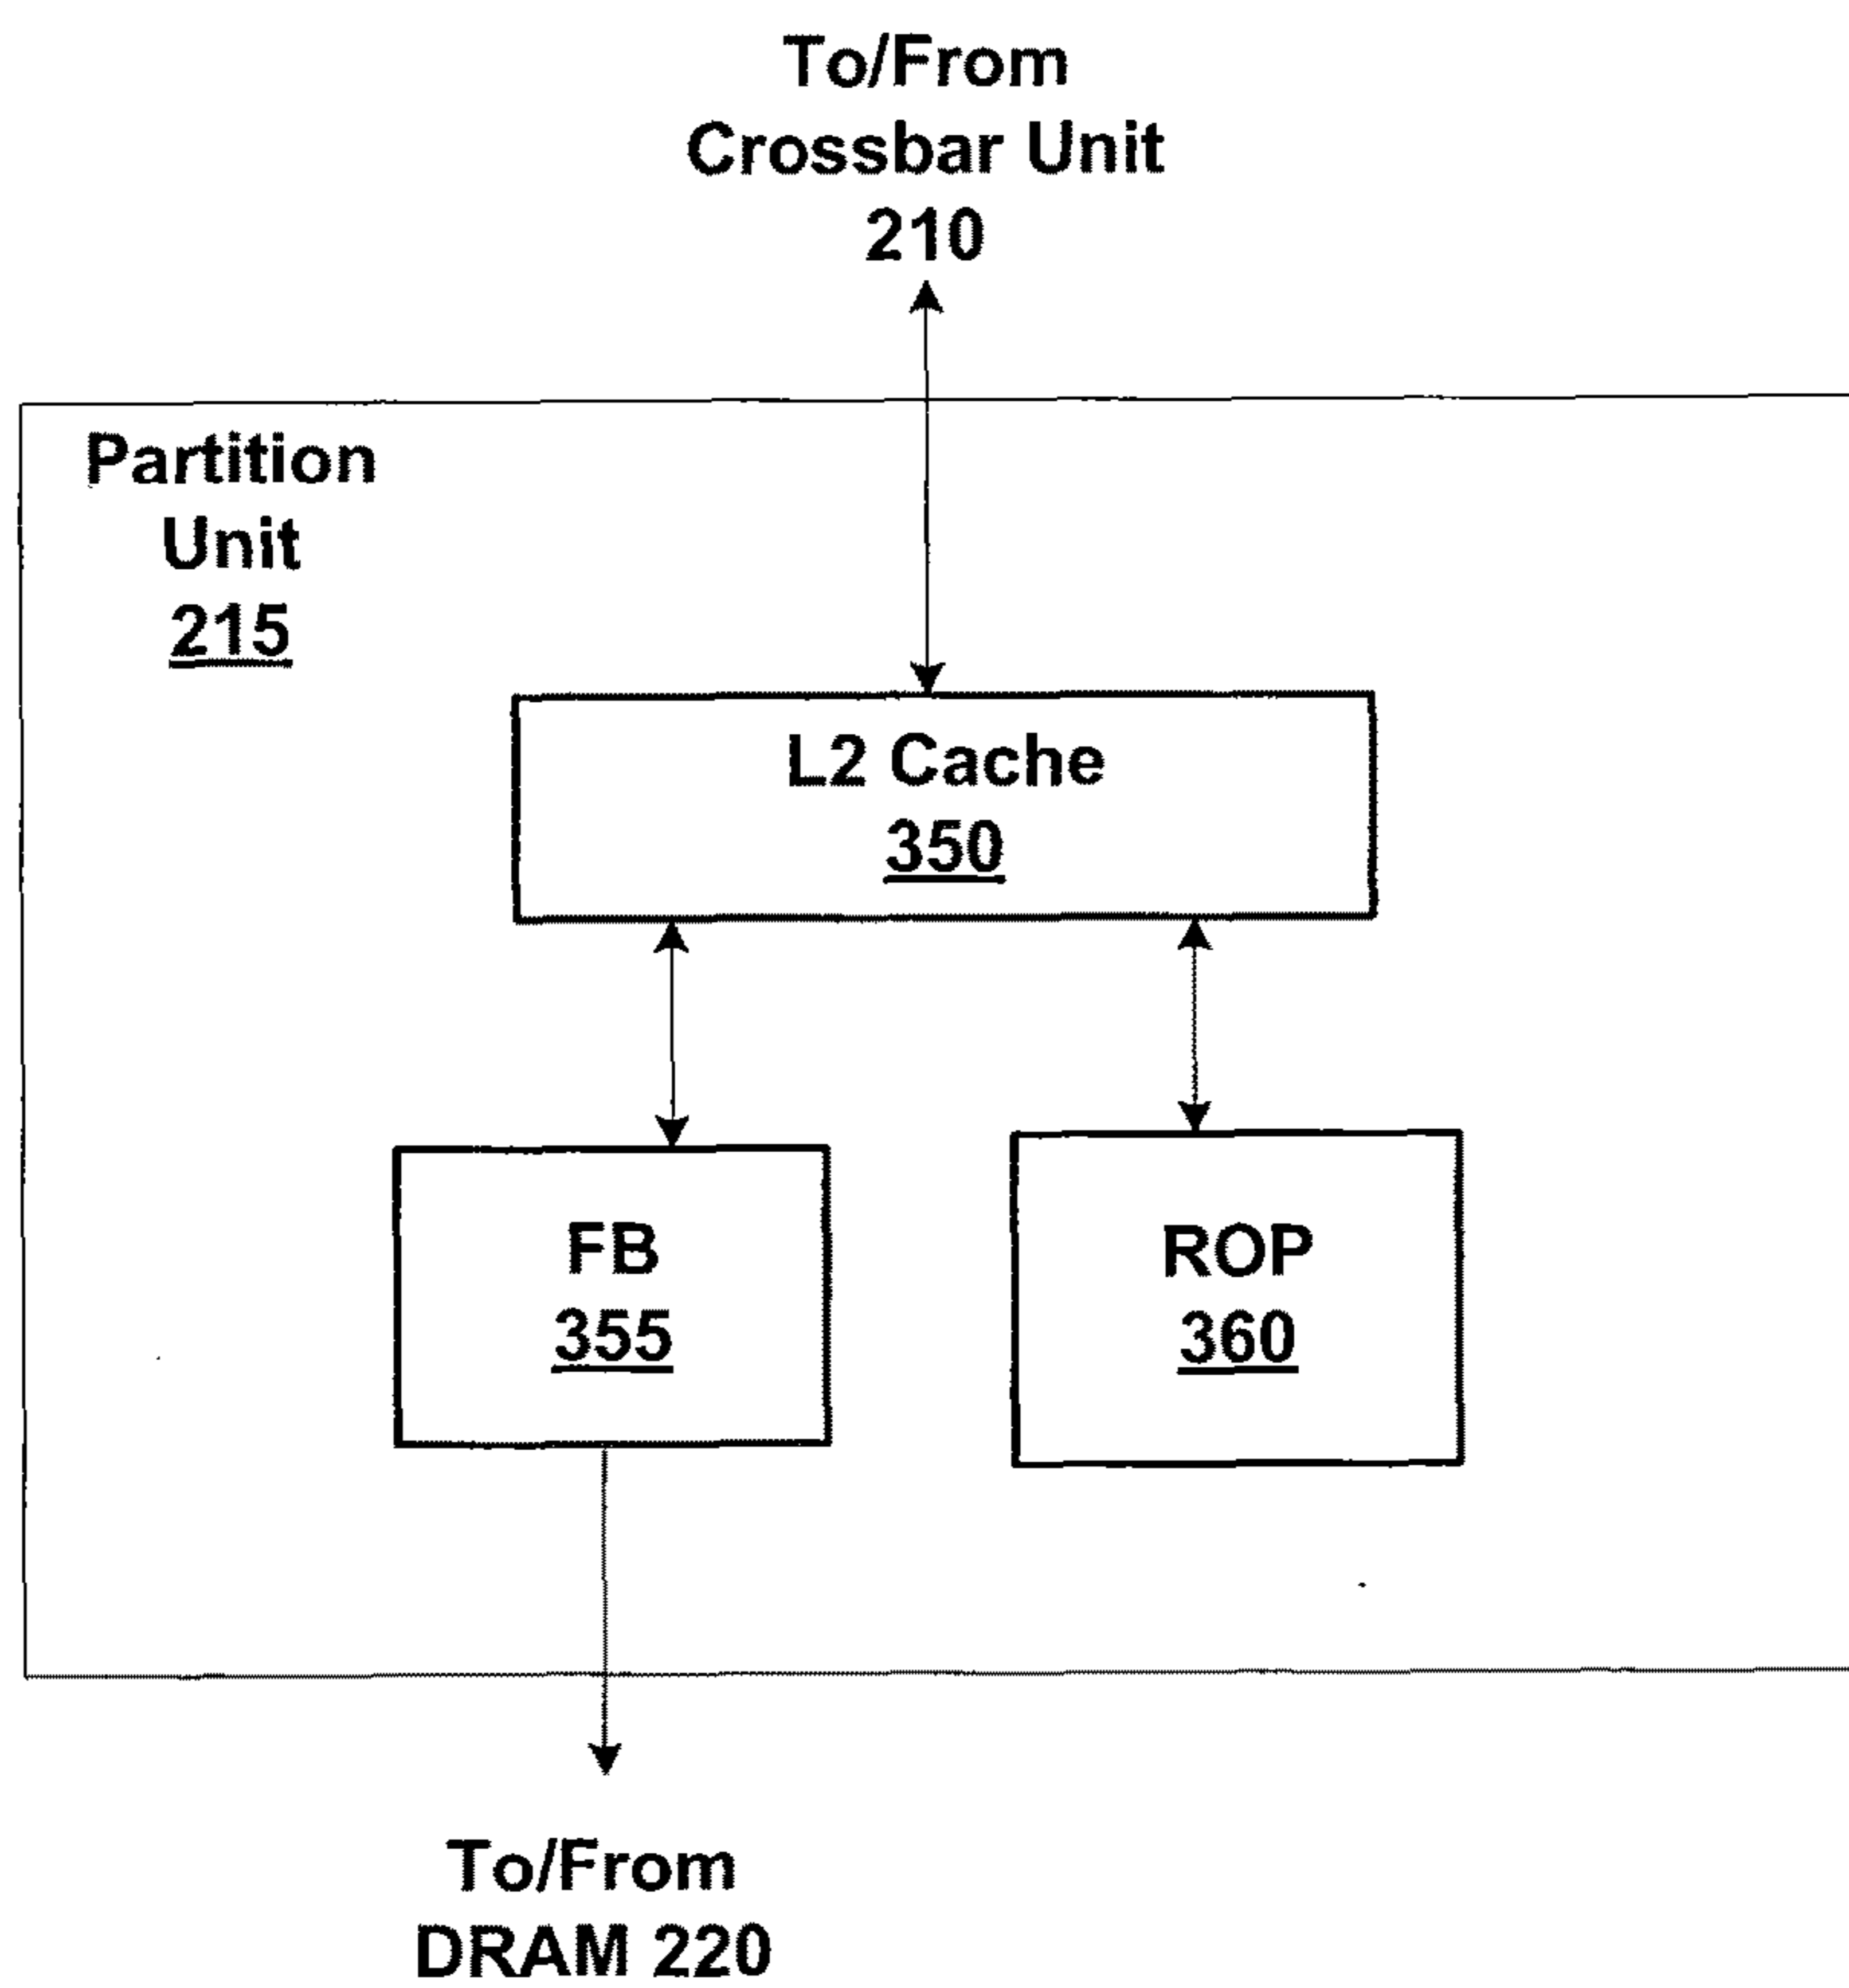 To/From
Crossbar Unit
210
Partition
Unit
215
L2 Cache
350
FB
355
ROP
360
To/From
DRAM 220